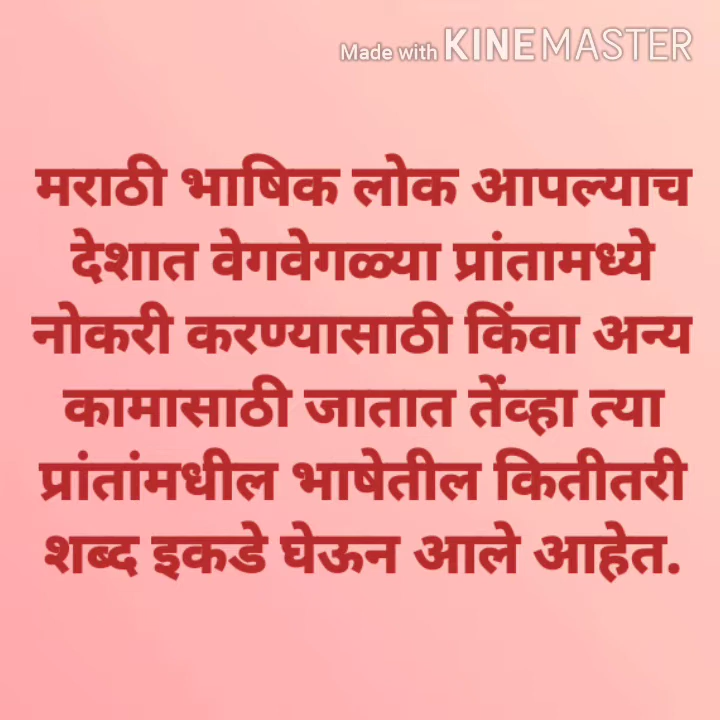 Made with KINEMASTER
मराठी भाषिक लोक आपल्याच
देशात वेगवेगळ्या प्रांतामध्ये
नोकरी करण्यासाठी किंवा अन्य
कामासाठी जातात तेंव्हा त्या
प्रांतांमधील भाषेतील कितीतरी
शब्द इकडे घेऊन आले आहेत.